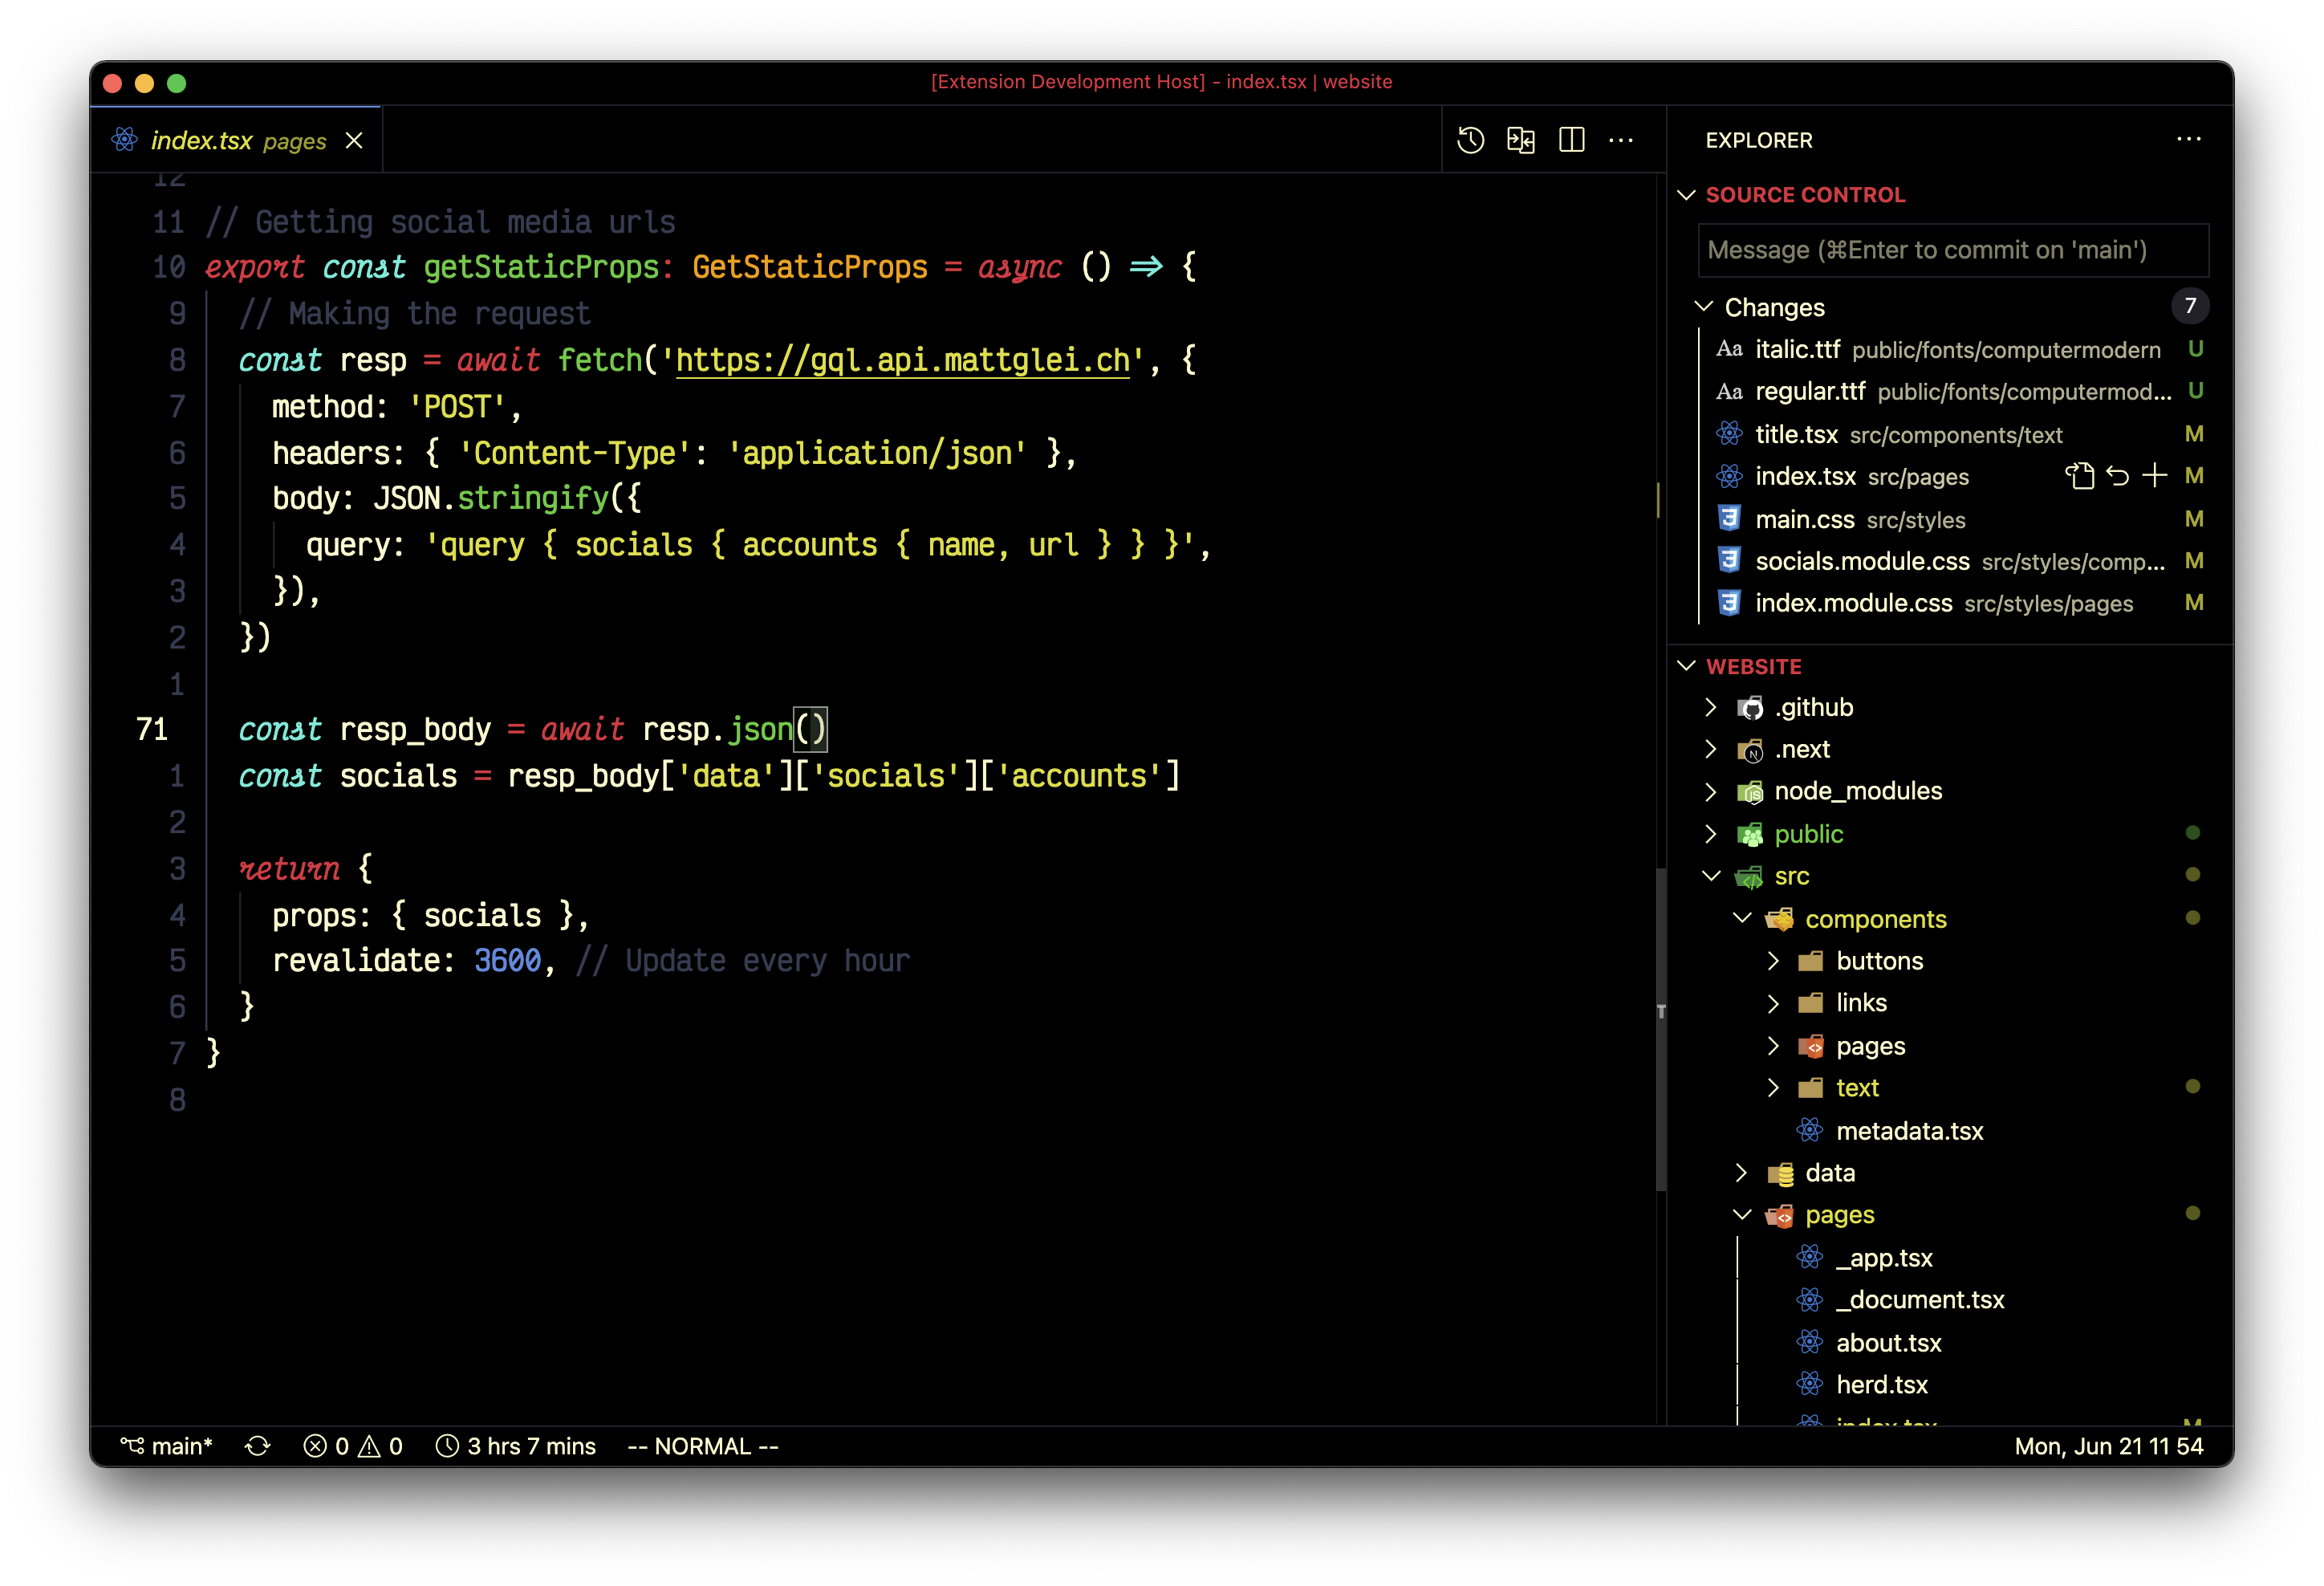 [Extension Development Host] - index.tsx | website
index.tsx pages
12
11 // Getting social media urls
10 export const getStaticProps: GetStaticProps = async () => {
9 // Making the request
8 const resp = await fetch('https://gql.api.mattglei.ch', {
7 method: 'POST',
6 headers: { 'Content-Type': 'application/json' },
5 body: JSON.stringify({
4 query: 'query { socials { accounts { name, url } } }',
3 }),
2 })
1
71 const resp_body = await resp.json()
1 const socials = resp_body['data']['socials']['accounts']
2
3 return {
4 props: { socials },
5 revalidate: 3600, // Update every hour
6 }
7 }
8
EXPLORER
SOURCE CONTROL
Message (⌘Enter to commit on 'main')
Changes 7
Aa italic.ttf public/fonts/computermodern U
Aa regular.ttf public/fonts/computermod... U
title.tsx src/components/text M
index.tsx src/pages M
main.css src/styles M
socials.module.css src/styles/comp... M
index.module.css src/styles/pages M
WEBSITE
.github
.next
node_modules
public
src
components
buttons
links
pages
text
metadata.tsx
data
pages
_app.tsx
_document.tsx
about.tsx
herd.tsx
index.tsx M
main* 0 0 3 hrs 7 mins -- NORMAL --
Mon, Jun 21 11 54